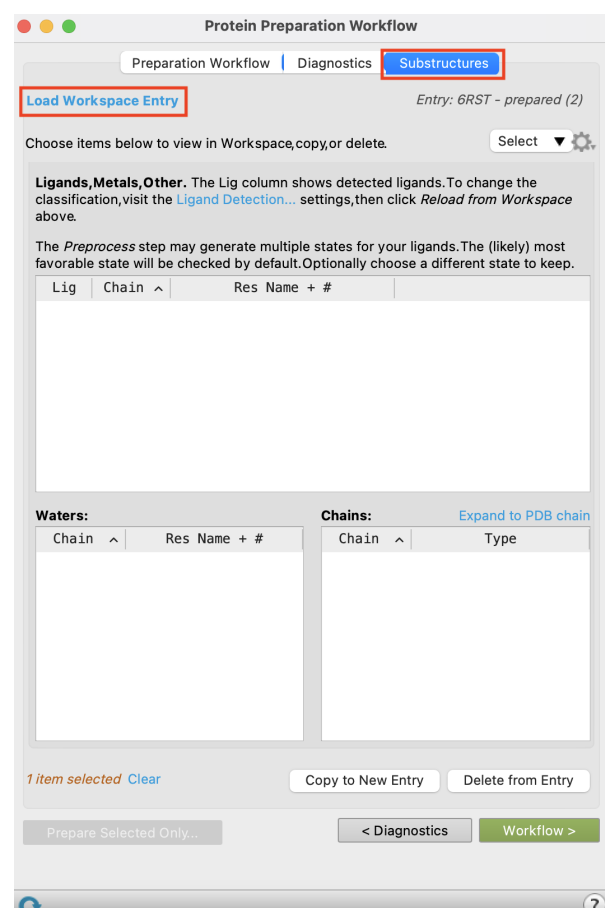 Protein Preparation Workflow
Preparation Workflow Diagnostics Substructures
Load Workspace Entry Entry: 6RST - prepared (2)
Choose items below to view in Workspace,copy,or delete. Select ▼
Ligands,Metals,Other. The Lig column shows detected ligands.To change the
classification,visit the Ligand Detection... settings,then click Reload from Workspace
above.
The Preprocess step may generate multiple states for your ligands.The (likely) most
favorable state will be checked by default.Optionally choose a different state to keep.
Lig Chain Res Name + #
Waters: Chains: Expand to PDB chain
Chain Res Name + # Chain Type
1 item selected Clear Copy to New Entry Delete from Entry
Prepare Selected Only... < Diagnostics Workflow >
?